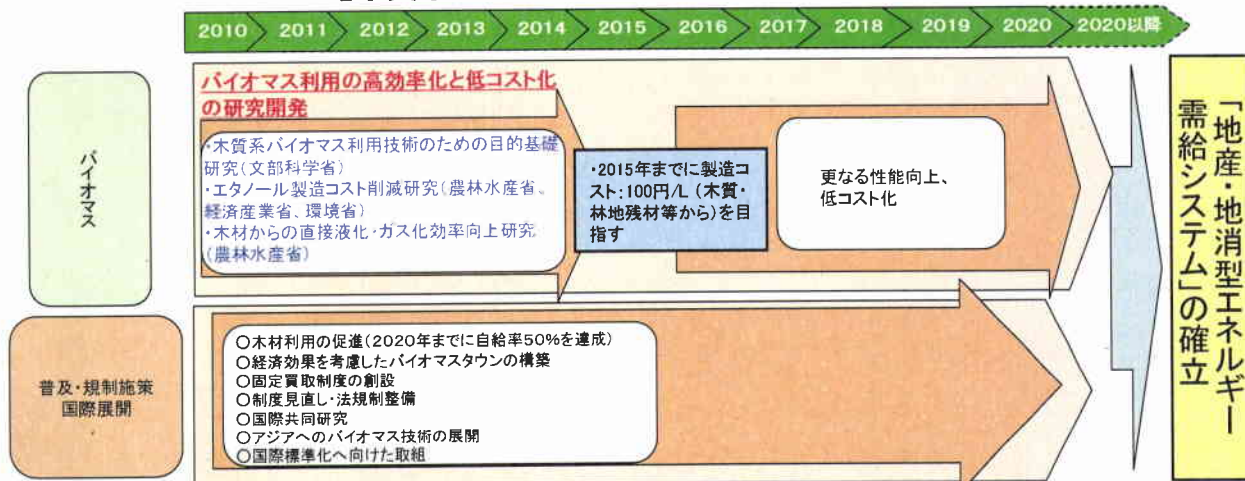 2010 2011 2012 2013 2014 2015 2016 2017 2018 2019 2020 2020以降
バイオマス
バイオマス利用の高効率化と低コスト化
の研究開発
・木質系バイオマス利用技術のための目的基礎
研究(文部科学省)
・エタノール製造コスト削減研究(農林水産省、
経済産業省、環境省)
・木材からの直接液化・ガス化効率向上研究
(農林水産省)
・2015年までに製造コ
スト:100円/L (木質・
林地残材等から)を目
指す
更なる性能向上、
低コスト化
普及・規制施策
国際展開
○木材利用の促進(2020年までに自給率50%を達成)
○経済効果を考慮したバイオマスタウンの構築
○固定買取制度の創設
○制度見直し・法規制整備
○国際共同研究
○アジアへのバイオマス技術の展開
○国際標準化へ向けた取組
「地産・地消型エネルギー
需給システム」の確立